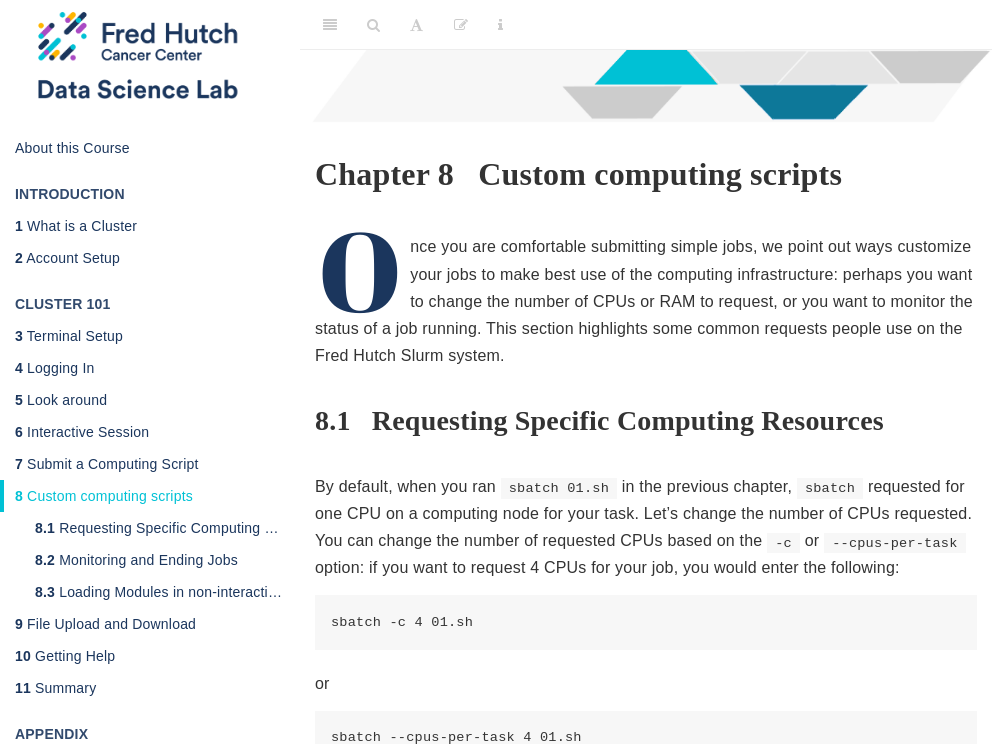 Fred Hutch
Cancer Center
Data Science Lab
About this Course
INTRODUCTION
1 What is a Cluster
2 Account Setup
CLUSTER 101
3 Terminal Setup
4 Logging In
5 Look around
6 Interactive Session
7 Submit a Computing Script
8 Custom computing scripts
8.1 Requesting Specific Computing …
8.2 Monitoring and Ending Jobs
8.3 Loading Modules in non-interacti…
9 File Upload and Download
10 Getting Help
11 Summary
APPENDIX
Chapter 8 Custom computing scripts
Once you are comfortable submitting simple jobs, we point out ways customize
your jobs to make best use of the computing infrastructure: perhaps you want
to change the number of CPUs or RAM to request, or you want to monitor the
status of a job running. This section highlights some common requests people use on the
Fred Hutch Slurm system.
8.1 Requesting Specific Computing Resources
By default, when you ran sbatch 01.sh in the previous chapter, sbatch requested for
one CPU on a computing node for your task. Let’s change the number of CPUs requested.
You can change the number of requested CPUs based on the -c or --cpus-per-task
option: if you want to request 4 CPUs for your job, you would enter the following:
sbatch -c 4 01.sh
or
sbatch --cpus-per-task 4 01.sh